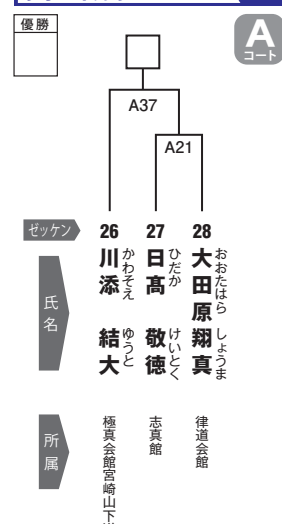 優勝
A
コート
A37
A21
ゼッケン
26
27
28
氏名
川添 結大
かわそえ ゆうと
日髙 敬徳
ひだか けいとく
大田原 翔真
おおたはら しょうま
所属
極真会館宮崎山下
志真館
律道会館